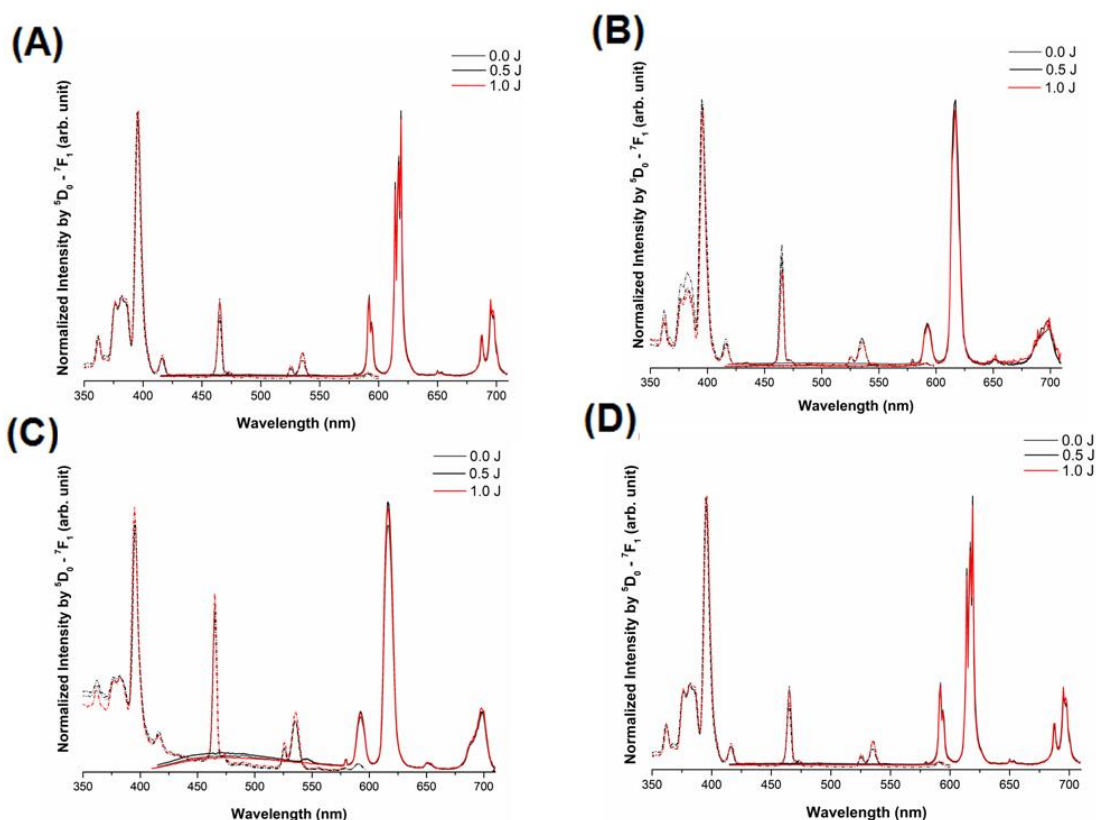 (A)
0.0 J
0.5 J
1.0 J
Normalized Intensity by ⁵D₀ - ⁷F₁ (arb. unit)
350 400 450 500 550 600 650 700
Wavelength (nm)
(B)
0.0 J
0.5 J
1.0 J
Normalized Intensity by ⁵D₀ - ⁷F₁ (arb. unit)
350 400 450 500 550 600 650 700
Wavelength (nm)
(C)
0.0 J
0.5 J
1.0 J
Normalized Intensity by ⁵D₀ - ⁷F₁ (arb. unit)
350 400 450 500 550 600 650 700
Wavelength (nm)
(D)
0.0 J
0.5 J
1.0 J
Normalized Intensity by ⁵D₀ - ⁷F₁ (arb. unit)
350 400 450 500 550 600 650 700
Wavelength (nm)